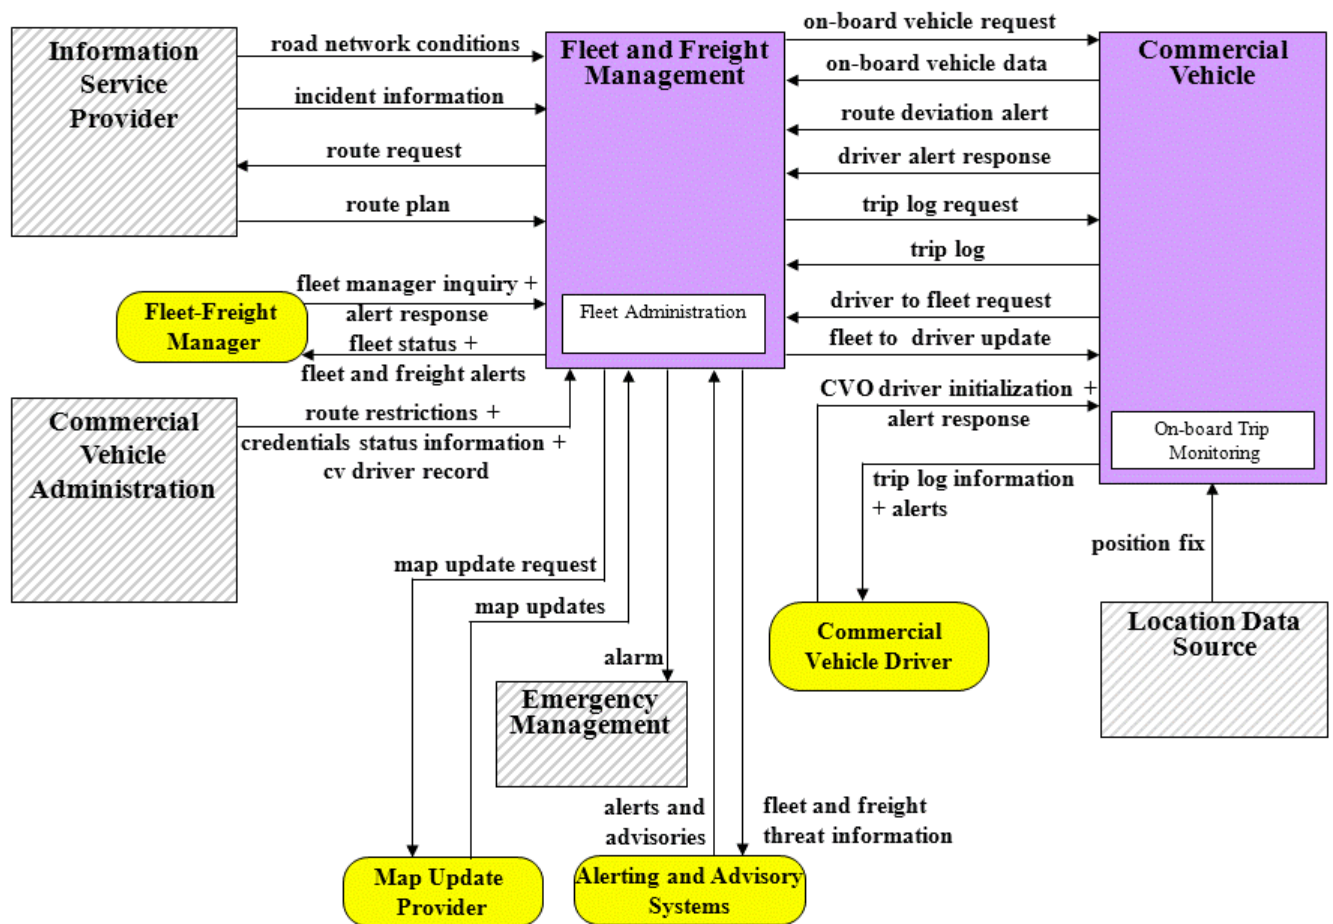 Information
Service
Provider
road network conditions
incident information
route request
route plan
Fleet and Freight
Management
Fleet Administration
on-board vehicle request
on-board vehicle data
route deviation alert
driver alert response
trip log request
trip log
driver to fleet request
fleet to driver update
Commercial
Vehicle
On-board Trip
Monitoring
Fleet-Freight
Manager
fleet manager inquiry +
alert response
fleet status +
fleet and freight alerts
Commercial
Vehicle
Administration
route restrictions +
credentials status information +
cv driver record
CVO driver initialization +
alert response
trip log information
+ alerts
position fix
map update request
map updates
alarm
Commercial
Vehicle Driver
Location Data
Source
Emergency
Management
alerts and
advisories
fleet and freight
threat information
Map Update
Provider
Alerting and Advisory
Systems